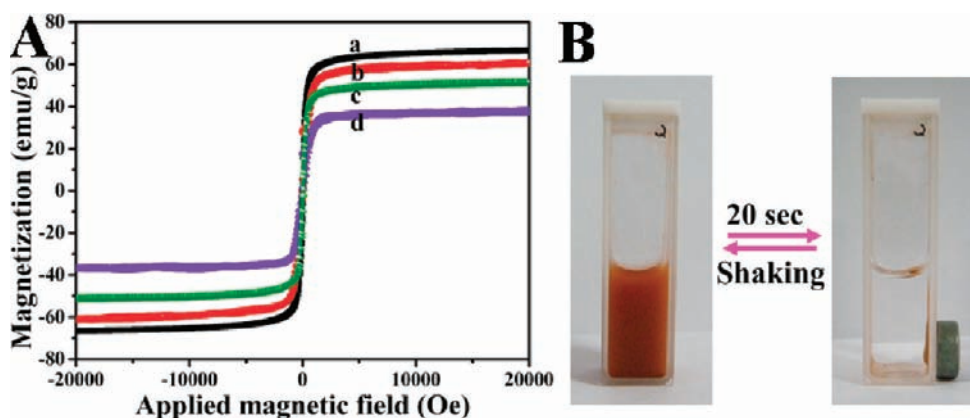 A
Magnetization (emu/g)
80
60
40
20
0
-20
-40
-60
-80
a
b
c
d
-20000 -10000 0 10000 20000
Applied magnetic field (Oe)
B
20 sec
Shaking